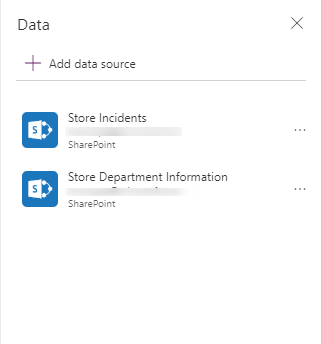 Data
Add data source
Store Incidents
SharePoint
Store Department Information
SharePoint